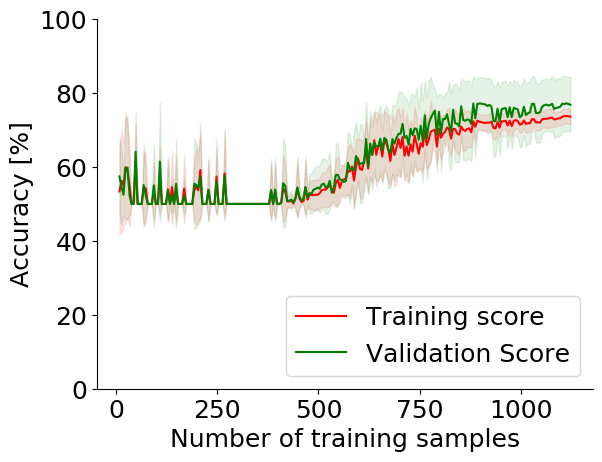 100
80
60
40
20
0
Accuracy [%]
Training score
Validation Score
0 250 500 750 1000
Number of training samples